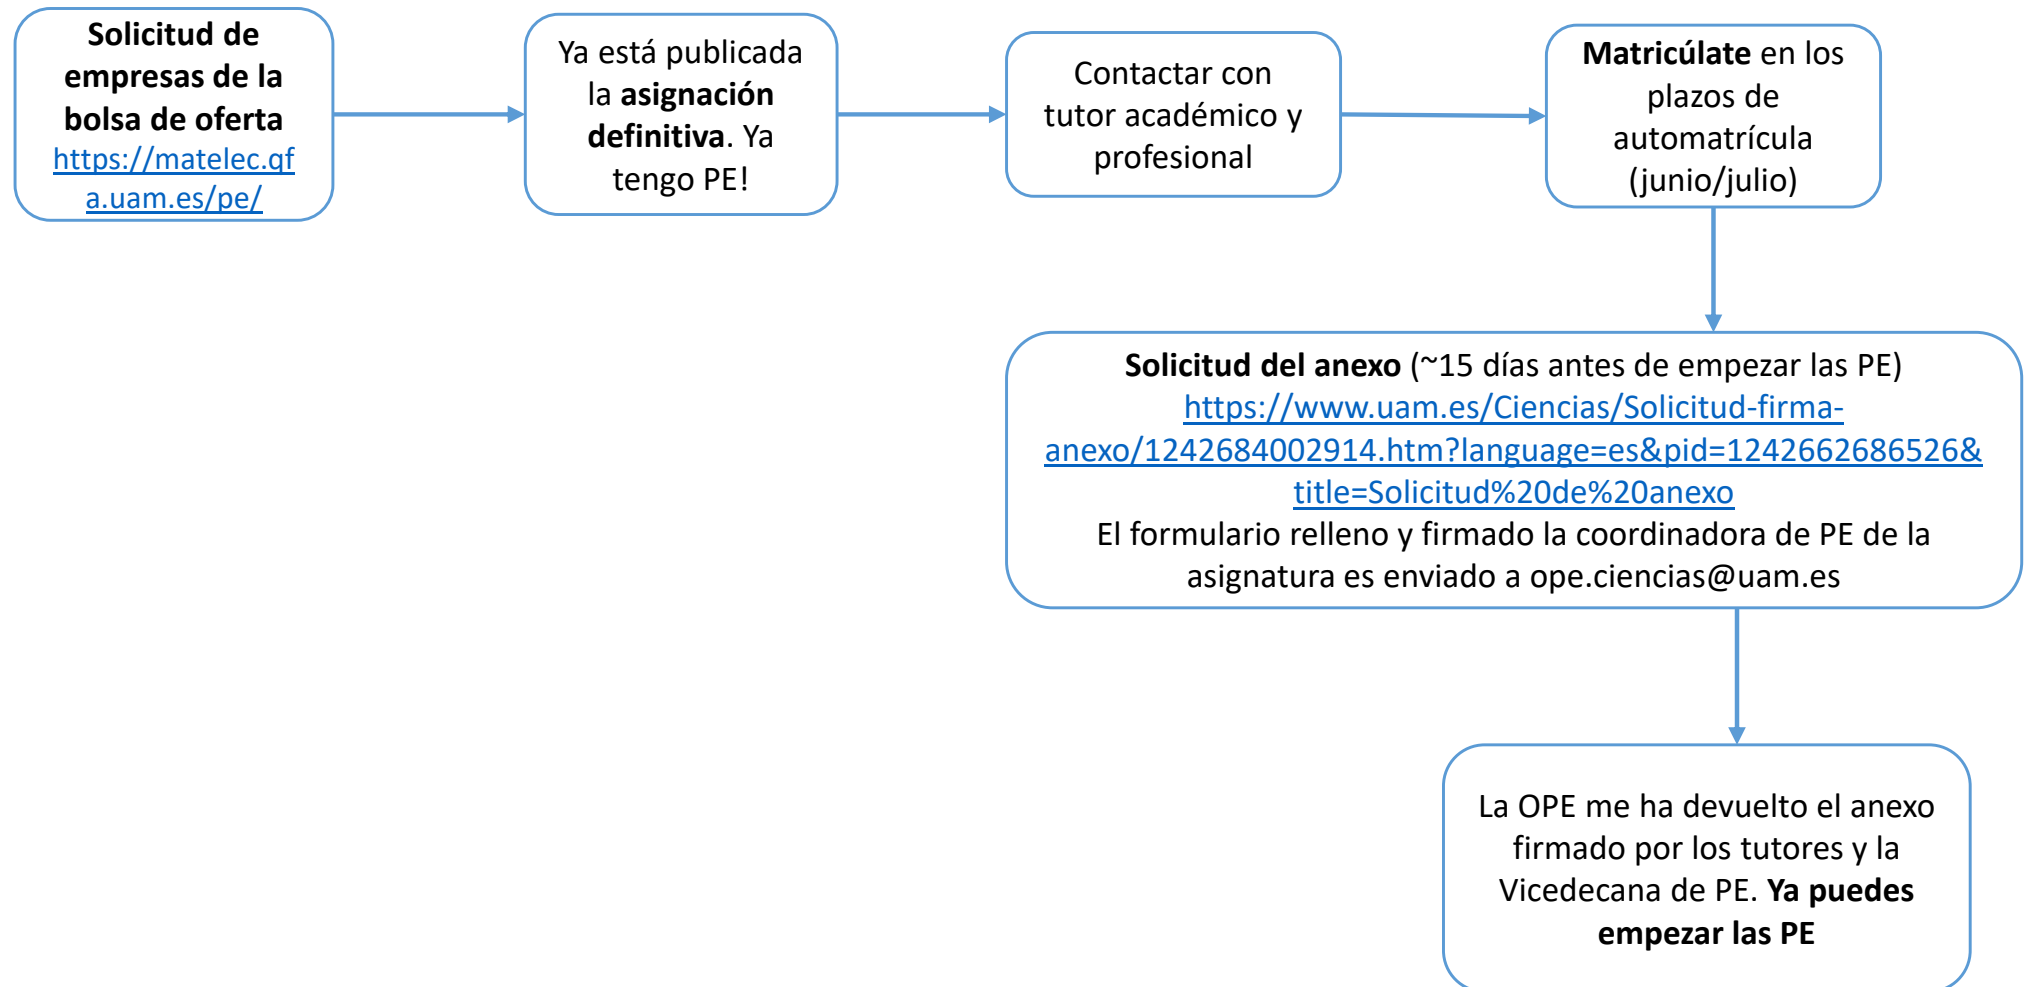 Solicitud de
empresas de la
bolsa de oferta
https://matelec.qf
a.uam.es/pe/
Ya está publicada
la asignación
definitiva. Ya
tengo PE!
Contactar con
tutor académico y
profesional
Matricúlate en los
plazos de
automatrícula
(junio/julio)
Solicitud del anexo (~15 días antes de empezar las PE)
https://www.uam.es/Ciencias/Solicitud-firma-
anexo/1242684002914.htm?language=es&pid=1242662686526&
title=Solicitud%20de%20anexo
El formulario relleno y firmado la coordinadora de PE de la
asignatura es enviado a ope.ciencias@uam.es
La OPE me ha devuelto el anexo
firmado por los tutores y la
Vicedecana de PE. Ya puedes
empezar las PE